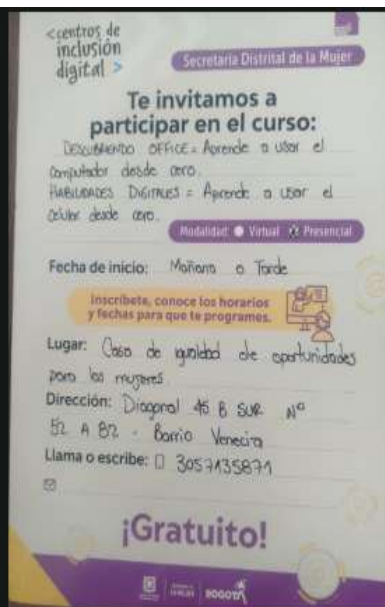 <centros de
inclusión
digital>
Secretaría Distrital de la Mujer
Te invitamos a
participar en el curso:
DESCUBRIENDO OFFICE = Aprende a usar el
computador desde cero.
HABILIDADES DIGITALES = Aprende a usar el
celular desde cero.
Modalidad: Virtual Presencial
Fecha de inicio: Mañana o Tarde
Inscríbete, conoce los horarios
y fechas para que te programes.
Lugar: Casa de igualdad de oportunidades
para las mujeres
Dirección: Diagonal 45 B SUR N°
52 A 82 - Barrio Venecia
Llama o escribe: 3057135871
¡Gratuito!
BOGOTÁ